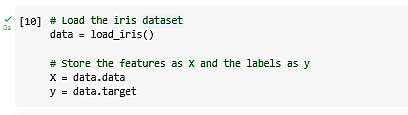 [10] # Load the iris dataset
data = load_iris()
# Store the features as X and the labels as y
X = data.data
y = data.target
0s